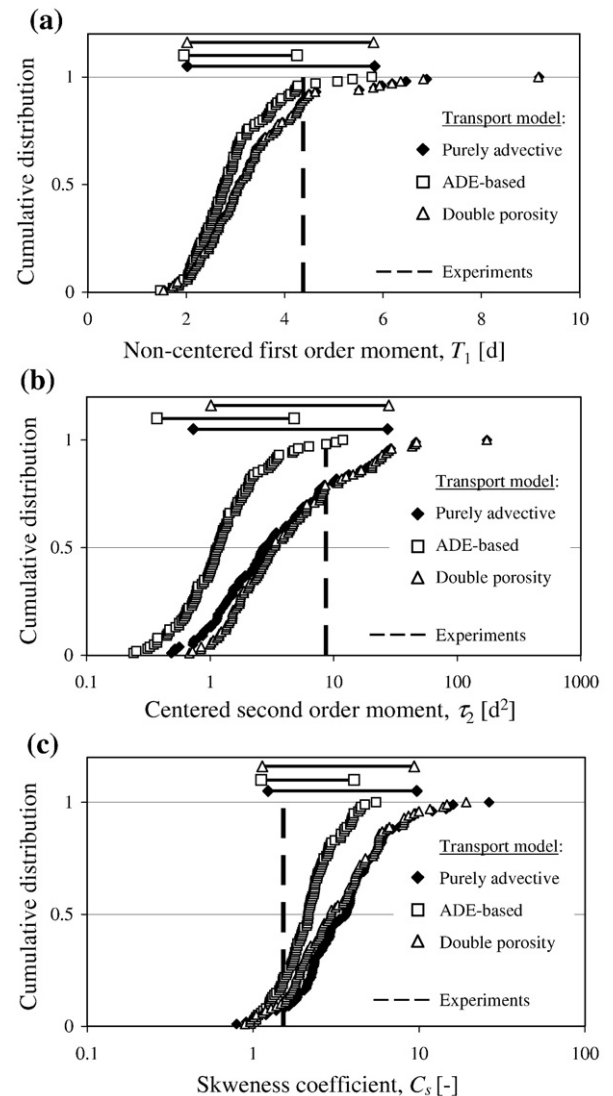 (a)
1
0.5
0
Cumulative distribution
Transport model:
Purely advective
ADE-based
Double porosity
Experiments
0 2 4 6 8 10
Non-centered first order moment, T1 [d]
(b)
1
0.5
0
Cumulative distribution
Transport model:
Purely advective
ADE-based
Double porosity
Experiments
0.1 1 10 100 1000
Centered second order moment, τ2 [d²]
(c)
1
0.5
0
Cumulative distribution
Transport model:
Purely advective
ADE-based
Double porosity
Experiments
0 1 10 100
Skweness coefficient, Cs [-]